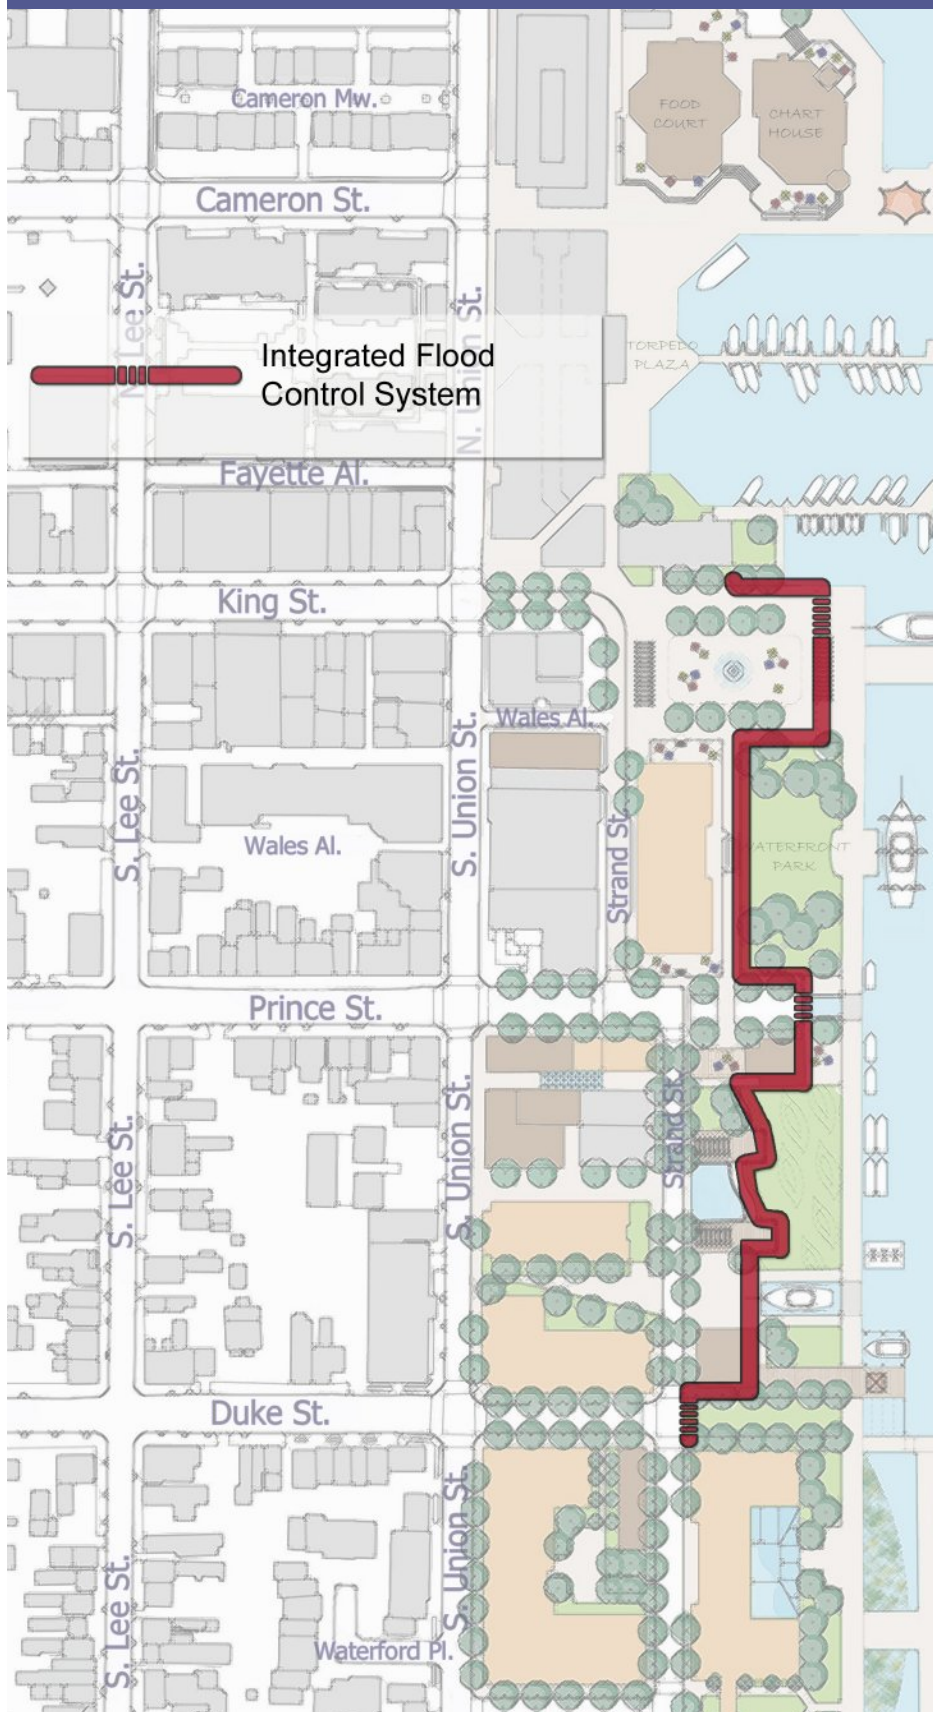 Cameron Mw.
FOOD
COURT
CHART
HOUSE
Cameron St.
N. Lee St.
N. Union St.
TORPEDO
PLAZA
Integrated Flood
Control System
Fayette Al.
King St.
Wales Al.
S. Lee St.
S. Union St.
Wales Al.
Strand St.
WATERFRONT
PARK
Prince St.
S. Lee St.
S. Union St.
Strand St.
Duke St.
S. Lee St.
S. Union St.
Waterford Pl.